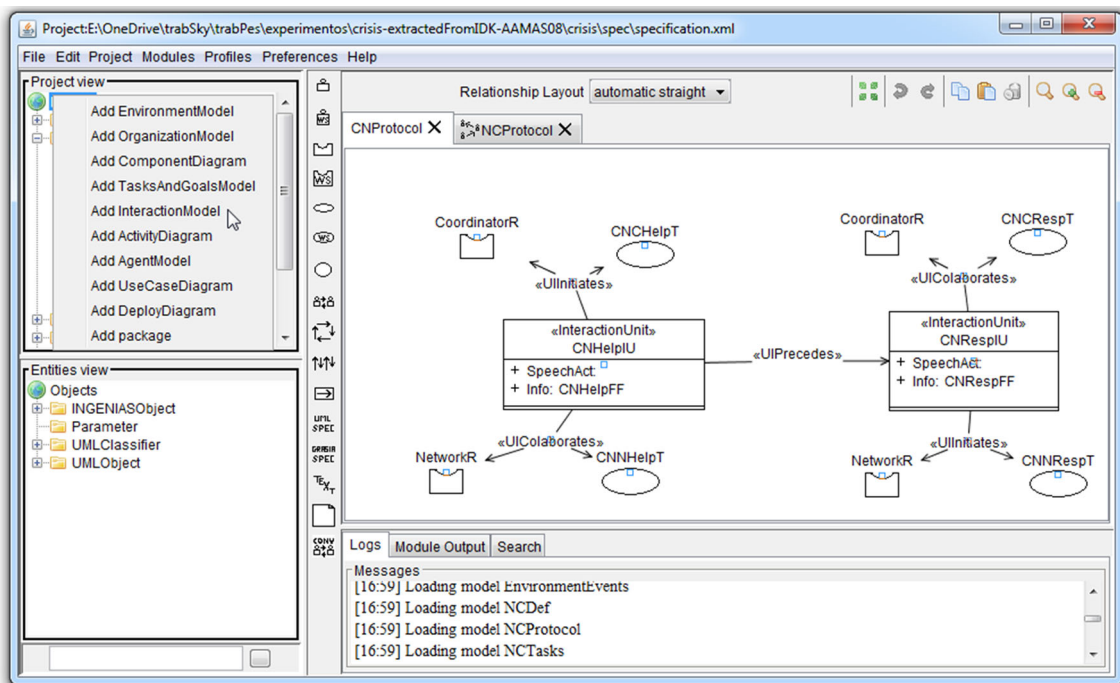 Project:E:\OneDrive\trabSky\trabPes\experimentos\crisis-extractedFromIDK-AAMAS08\crisis\spec\specification.xml
File Edit Project Modules Profiles Preferences Help
Project view
Add EnvironmentModel
Add OrganizationModel
Add ComponentDiagram
Add TasksAndGoalsModel
Add InteractionModel
Add ActivityDiagram
Add AgentModel
Add UseCaseDiagram
Add DeployDiagram
Add package
Entities view
Objects
INGENIASObject
Parameter
UMLClassifier
UMLObject
WS
WS
WS
UML
SPEC
GRASIA
SPEC
TEXT
CONV
Relationship Layout automatic straight
CNProtocol
NCProtocol
CoordinatorR
CNCHelpT
«UIInitiates»
«InteractionUnit»
CNHelpIU
+ SpeechAct:
+ Info: CNHelpFF
«UIColaborates»
NetworkR
CNNHelpT
«UIPrecedes»
CoordinatorR
CNCRespT
«UIColaborates»
«InteractionUnit»
CNRespIU
+ SpeechAct:
+ Info: CNRespFF
«UIInitiates»
NetworkR
CNNRespT
Logs Module Output Search
Messages
[16:59] Loading model EnvironmentEvents
[16:59] Loading model NCDef
[16:59] Loading model NCProtocol
[16:59] Loading model NCTasks